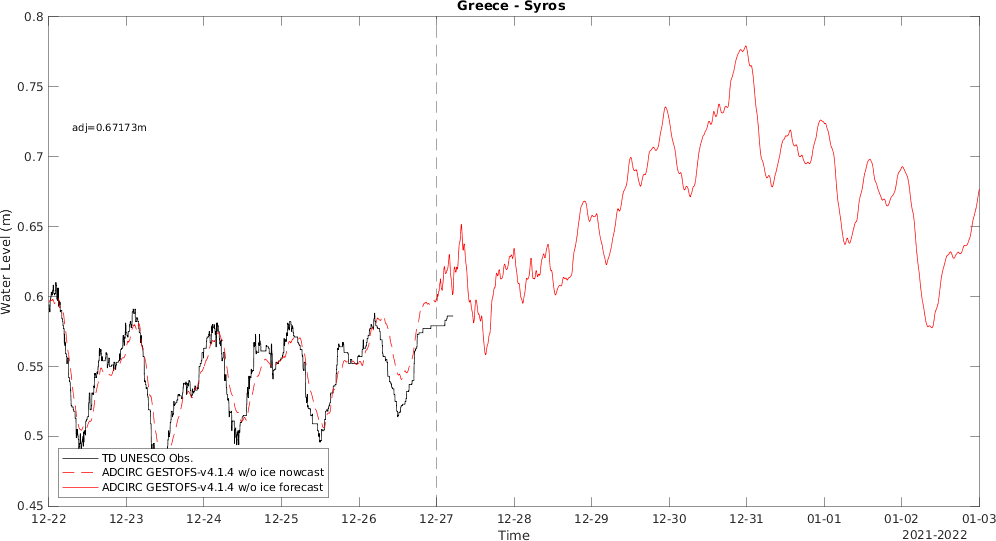 Greece - Syros
0.8
0.75
0.7
0.65
0.6
0.55
0.5
0.45
Water Level (m)
adj=0.67173m
TD UNESCO Obs.
ADCIRC GESTOFS-v4.1.4 w/o ice nowcast
ADCIRC GESTOFS-v4.1.4 w/o ice forecast
12-22 12-23 12-24 12-25 12-26 12-27 12-28 12-29 12-30 12-31 01-01 01-02 01-03
Time
2021-2022